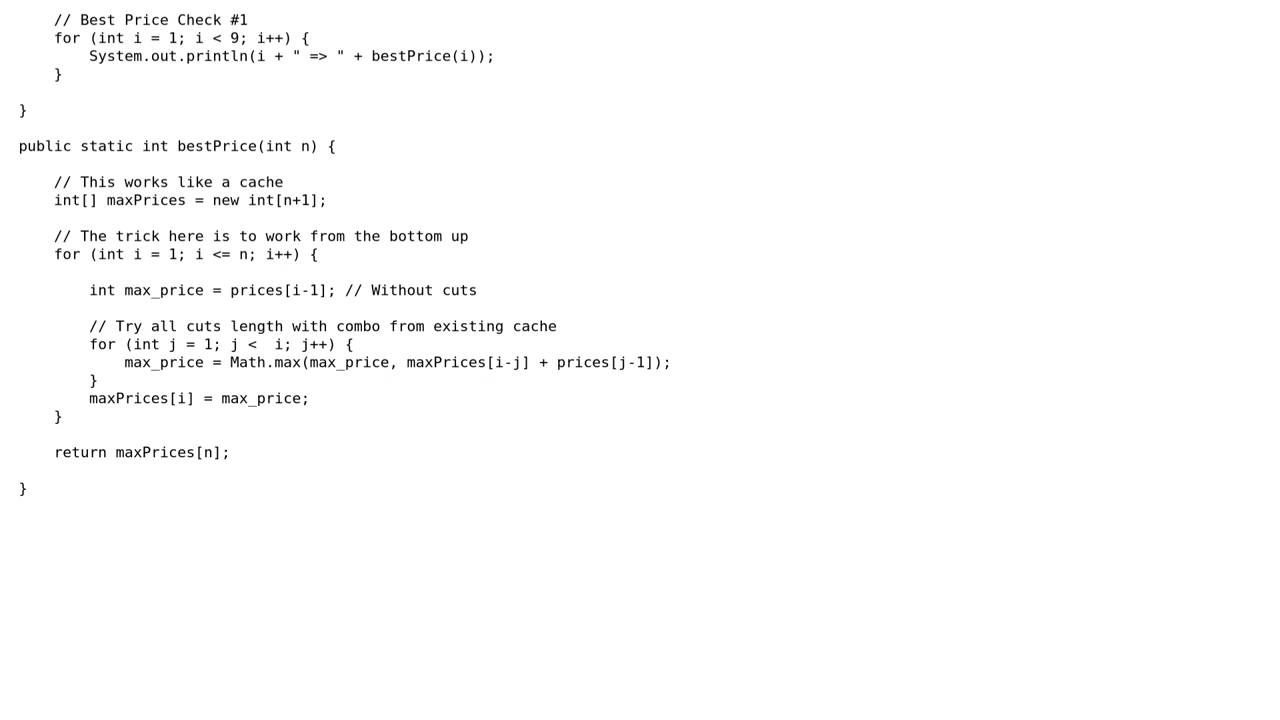 // Best Price Check #1
    for (int i = 1; i < 9; i++) {
        System.out.println(i + " => " + bestPrice(i));
    }
}
public static int bestPrice(int n) {
    // This works like a cache
    int[] maxPrices = new int[n+1];
    // The trick here is to work from the bottom up
    for (int i = 1; i <= n; i++) {
        int max_price = prices[i-1]; // Without cuts
        // Try all cuts length with combo from existing cache
        for (int j = 1; j <  i; j++) {
            max_price = Math.max(max_price, maxPrices[i-j] + prices[j-1]);
        }
        maxPrices[i] = max_price;
    }
    return maxPrices[n];
}